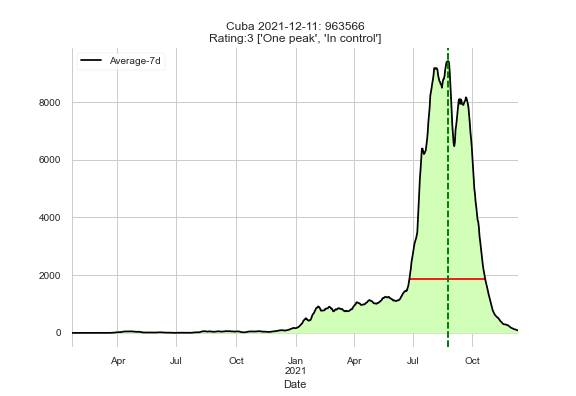 Cuba 2021-12-11: 963566
Rating:3 ['One peak', 'In control']
Average-7d
8000
6000
4000
2000
0
Apr Jul Oct Jan Apr Jul Oct
2021
Date